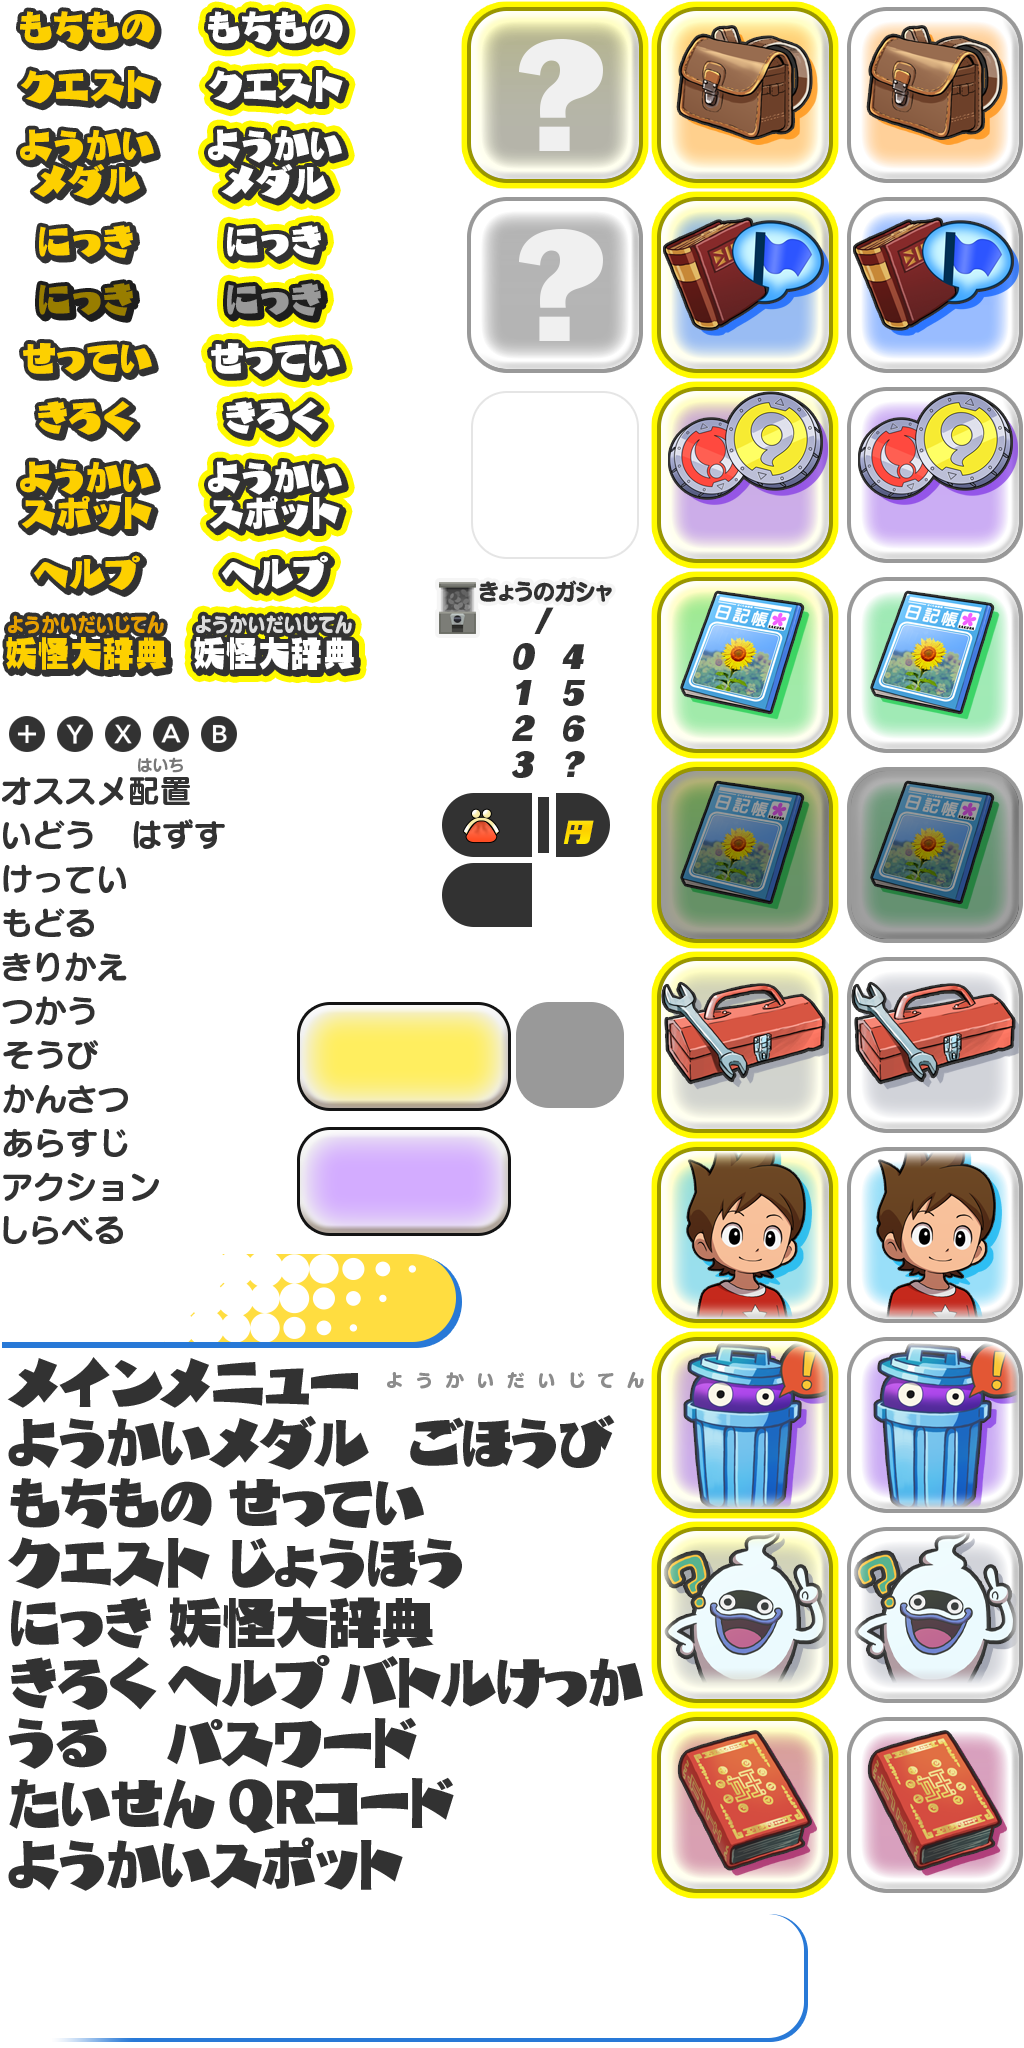 もちもの もちもの
クエスト クエスト
ようかい ようかい
メダル メダル
にっき にっき
にっき にっき
せってい せってい
きろく きろく
ようかい ようかい
スポット スポット
ヘルプ ヘルプ
ようかいだいじてん ようかいだいじてん
妖怪大辞典 妖怪大辞典
+ Y X A B
はいち
オススメ配置
いどう はずす
けってい
もどる
きりかえ
つかう
そうび
かんさつ
あらすじ
アクション
しらべる
?
?
きょうのガシャ
/
0 4
1 5
2 6
3 ?
日記帳 日記帳
日記帳 日記帳
! !
? ?
メインメニュー ようかいだいじてん
ようかいメダル ごほうび
もちもの せってい
クエスト じょうほう
にっき 妖怪大辞典
きろく ヘルプ バトルけっか
うる パスワード
たいせん QRコード
ようかいスポット